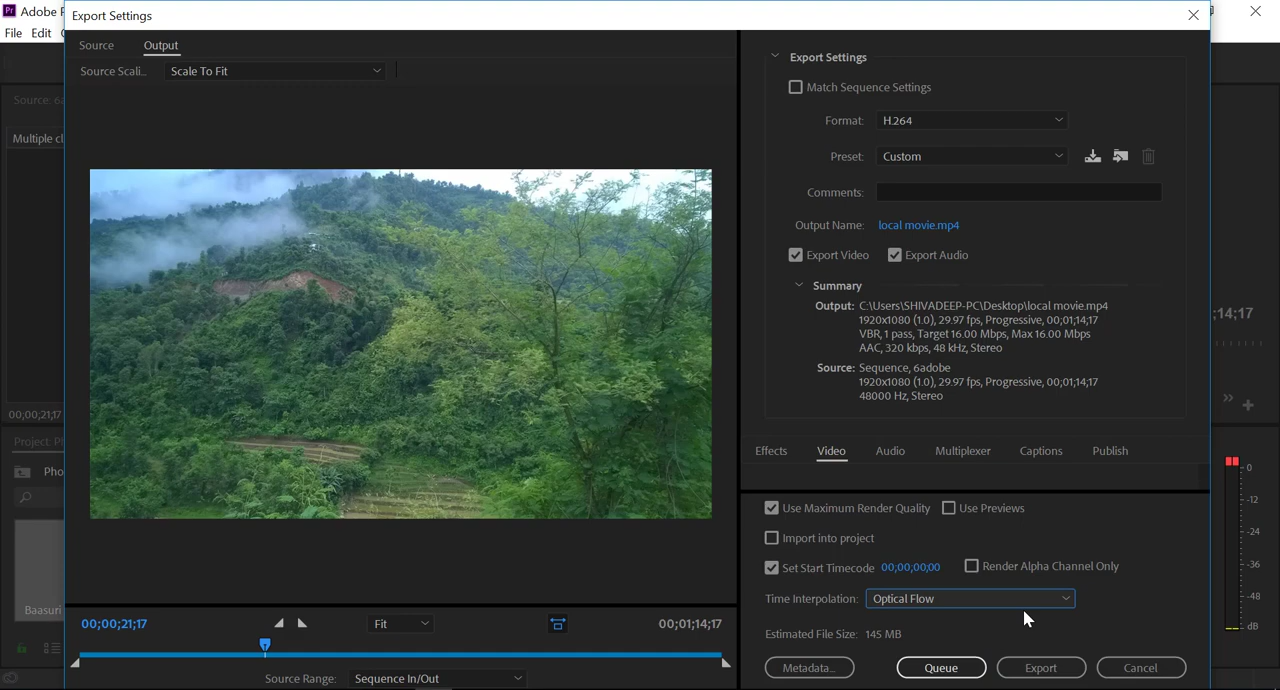 Pr Adobe P
Export Settings
File Edit
Source Output
Source Scali... Scale To Fit
Source: 6a
Multiple cl
00;00;21;17
Project: Ph
Pho
Baasuri
00;00;21;17
Fit
00;01;14;17
Source Range: Sequence In/Out
Export Settings
Match Sequence Settings
Format: H.264
Preset: Custom
Comments:
Output Name: local movie.mp4
Export Video Export Audio
Summary
Output: C:\Users\SHIVADEEP-PC\Desktop\local movie.mp4
1920x1080 (1.0), 29.97 fps, Progressive, 00;01;14;17
VBR, 1 pass, Target 16.00 Mbps, Max 16.00 Mbps
AAC, 320 kbps, 48 kHz, Stereo
Source: Sequence, 6adobe
1920x1080 (1.0), 29.97 fps, Progressive, 00;01;14;17
48000 Hz, Stereo
Effects Video Audio Multiplexer Captions Publish
Use Maximum Render Quality Use Previews
Import into project
Set Start Timecode 00;00;00;00 Render Alpha Channel Only
Time Interpolation: Optical Flow
Estimated File Size: 145 MB
Metadata... Queue Export Cancel
;14;17
0
-12
-24
-36
-48
dB